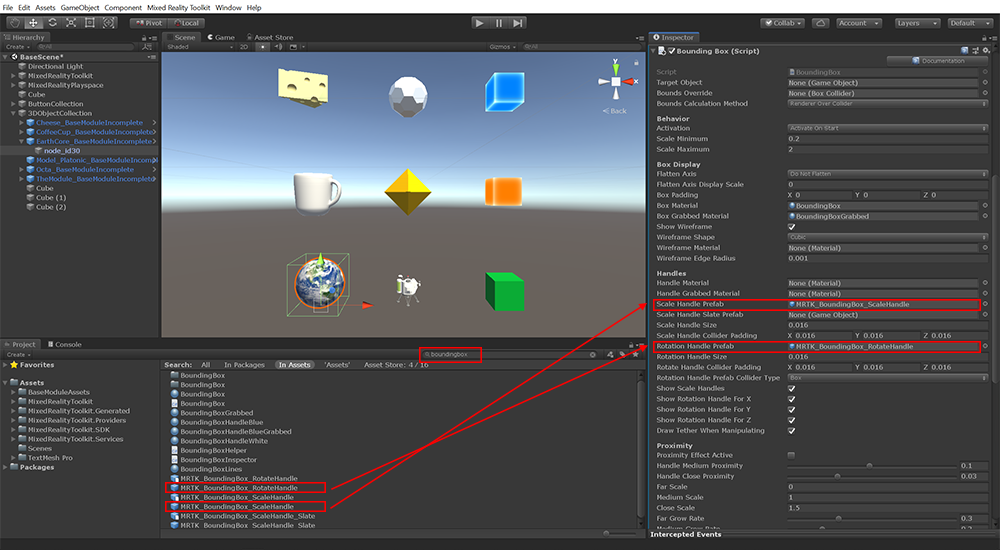 File Edit Assets GameObject Component Mixed Reality Toolkit Window Help
Pivot Local Collab Account Layers Default
Hierarchy
Create All
BaseScene*
Directional Light
MixedRealityToolkit
MixedRealityPlayspace
Cube
ButtonCollection
3DObjectCollection
Cheese_BaseModuleIncomplete
CoffeeCup_BaseModuleIncomplete
EarthCore_BaseModuleIncomplete
node_id30
Model_Platonic_BaseModuleIncompl
Octa_BaseModuleIncomplete
TheModule_BaseModuleIncomplete
Cube
Cube (1)
Cube (2)
Scene Game Asset Store
Shaded 2D Gizmos All
y
x
Back
Project Console
Create
boundingbox
Favorites
Assets
BaseModuleAssets
MixedRealityToolkit
MixedRealityToolkit.Generated
MixedRealityToolkit.Providers
MixedRealityToolkit.SDK
MixedRealityToolkit.Services
Scenes
TextMesh Pro
Packages
Search: All In Packages In Assets 'Assets' Asset Store: 4 / 16
BoundingBox
BoundingBox
BoundingBox
BoundingBox
BoundingBoxGrabbed
BoundingBoxHandleBlue
BoundingBoxHandleBlueGrabbed
BoundingBoxHandleWhite
BoundingBoxHelper
BoundingBoxInspector
BoundingBoxLines
MRTK_BoundingBox_RotateHandle
MRTK_BoundingBox_RotateHandle
MRTK_BoundingBox_ScaleHandle
MRTK_BoundingBox_ScaleHandle
MRTK_BoundingBox_ScaleHandle_Slate
MRTK_BoundingBox_ScaleHandle_Slate
Inspector
Bounding Box (Script)
Documentation
Script BoundingBox
Target Object None (Game Object)
Bounds Override None (Box Collider)
Bounds Calculation Method Renderer Over Collider
Behavior
Activation Activate On Start
Scale Minimum 0.2
Scale Maximum 2
Box Display
Flatten Axis Do Not Flatten
Flatten Axis Display Scale 0
Box Padding X 0 Y 0 Z 0
Box Material BoundingBox
Box Grabbed Material BoundingBoxGrabbed
Show Wireframe
Wireframe Shape Cubic
Wireframe Material None (Material)
Wireframe Edge Radius 0.001
Handles
Handle Material None (Material)
Handle Grabbed Material None (Material)
Scale Handle Prefab MRTK_BoundingBox_ScaleHandle
Scale Handle Slate Prefab None (Game Object)
Scale Handle Size 0.016
Scale Handle Collider Padding X 0.016 Y 0.016 Z 0.016
Rotation Handle Prefab MRTK_BoundingBox_RotateHandle
Rotation Handle Size 0.016
Rotate Handle Collider Padding X 0.016 Y 0.016 Z 0.016
Rotation Handle Prefab Collider Type Box
Show Scale Handles
Show Rotation Handle For X
Show Rotation Handle For Y
Show Rotation Handle For Z
Draw Tether When Manipulating
Proximity
Proximity Effect Active
Handle Medium Proximity 0.1
Handle Close Proximity 0.03
Far Scale 0
Medium Scale 1
Close Scale 1.5
Far Grow Rate 0.3
Medium Grow Rate 0.2
Intercepted Events